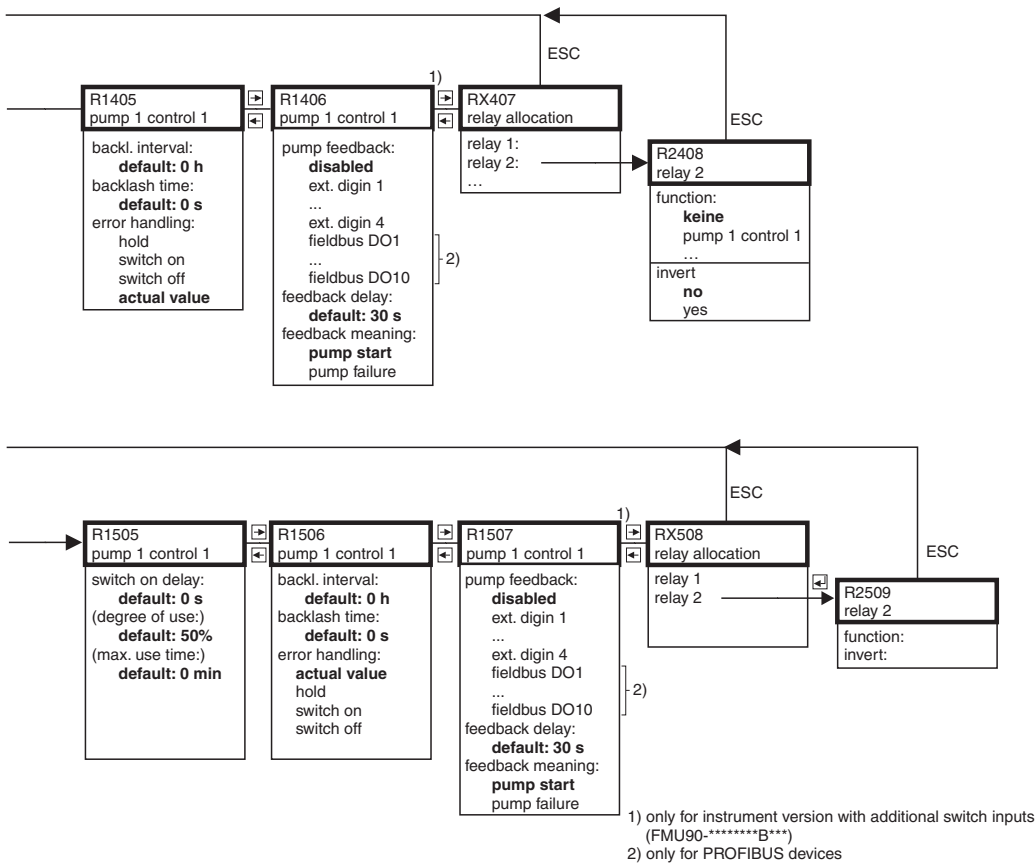 ESC
1)
R1405
pump 1 control 1
backl. interval:
default: 0 h
backlash time:
default: 0 s
error handling:
hold
switch on
switch off
actual value
R1406
pump 1 control 1
pump feedback:
disabled
ext. digin 1
...
ext. digin 4
fieldbus DO1
...
fieldbus DO10
2)
feedback delay:
default: 30 s
feedback meaning:
pump start
pump failure
RX407
relay allocation
relay 1:
relay 2:
...
ESC
R2408
relay 2
function:
keine
pump 1 control 1
...
invert
no
yes
R1505
pump 1 control 1
switch on delay:
default: 0 s
(degree of use:)
default: 50%
(max. use time:)
default: 0 min
R1506
pump 1 control 1
backl. interval:
default: 0 h
backlash time:
default: 0 s
error handling:
actual value
hold
switch on
switch off
R1507
pump 1 control 1
pump feedback:
disabled
ext. digin 1
...
ext. digin 4
fieldbus DO1
...
fieldbus DO10
2)
feedback delay:
default: 30 s
feedback meaning:
pump start
pump failure
1)
ESC
RX508
relay allocation
relay 1
relay 2
ESC
R2509
relay 2
function:
invert:
1) only for instrument version with additional switch inputs
(FMU90-********B***)
2) only for PROFIBUS devices